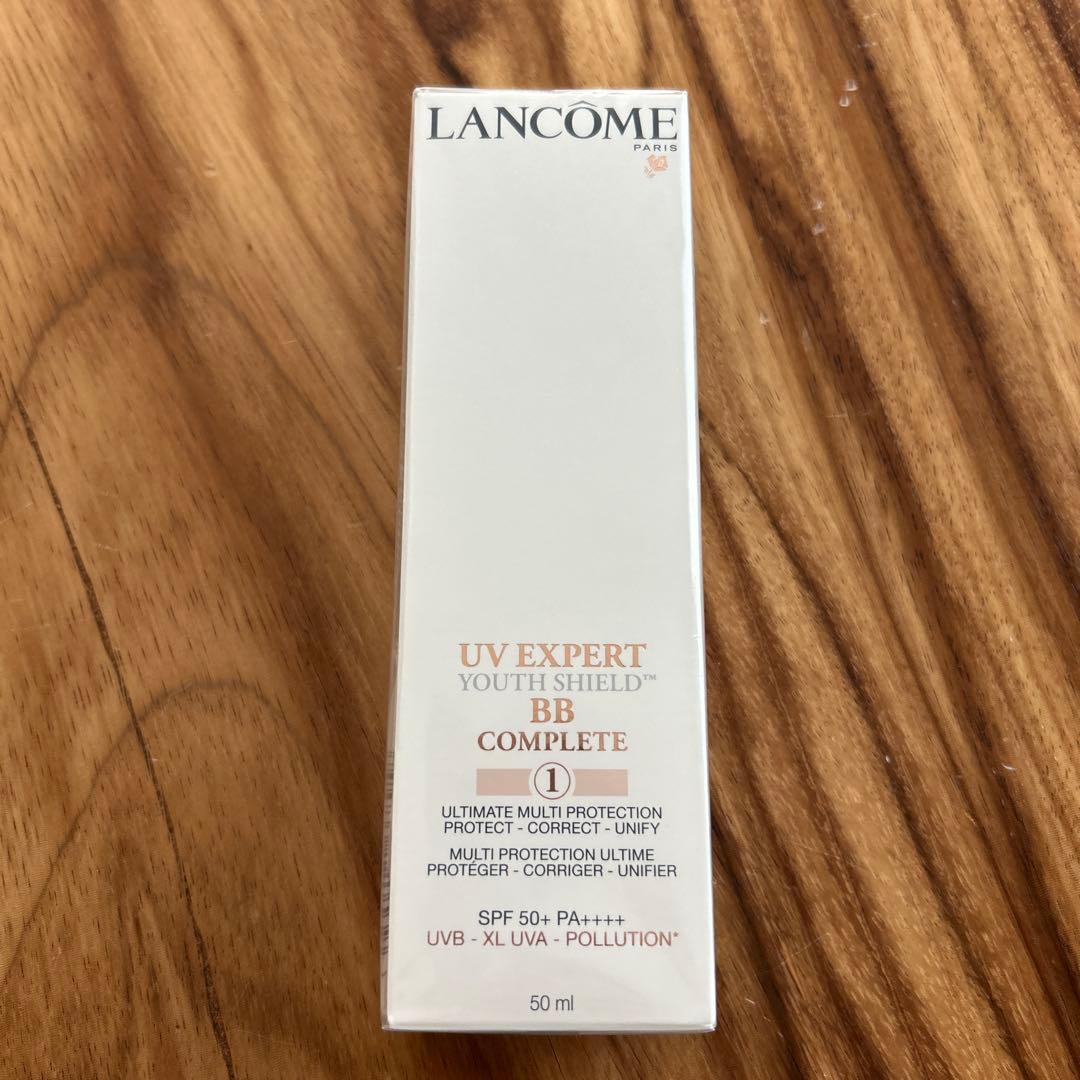 LANCÔME
PARIS
UV EXPERT
YOUTH SHIELD™
BB
COMPLETE
1
ULTIMATE MULTI PROTECTION
PROTECT - CORRECT - UNIFY
MULTI PROTECTION ULTIME
PROTÉGER - CORRIGER - UNIFIER
SPF 50+ PA++++
UVB - XL UVA - POLLUTION*
50 ml